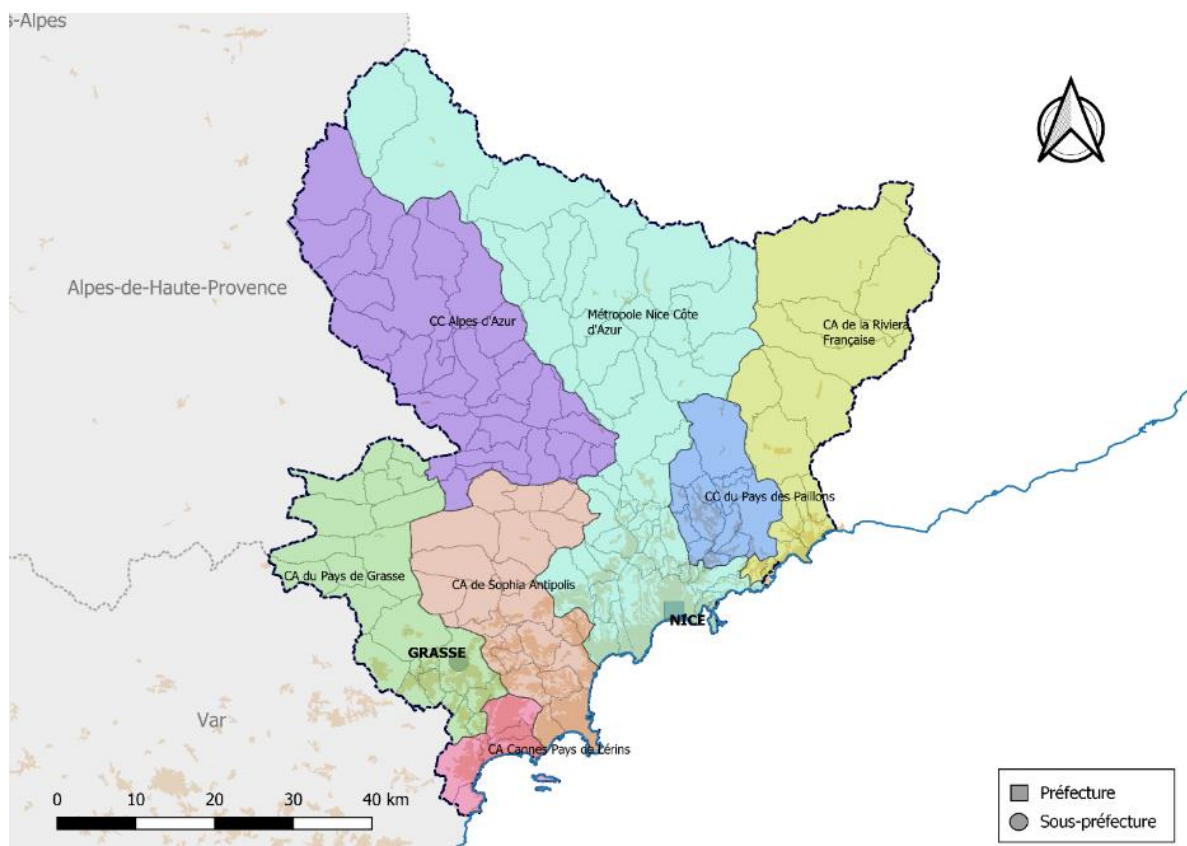 s-Alpes
Alpes-de-Haute-Provence
CC Alpes d'Azur
Métropole Nice Côte
d'Azur
CA de la Riviera
Française
CC du Pays des Paillons
CA du Pays de Grasse
CA de Sophia Antipolis
NICE
GRASSE
Var
CA Cannes Pays de Lérins
0 10 20 30 40 km
Préfecture
Sous-préfecture